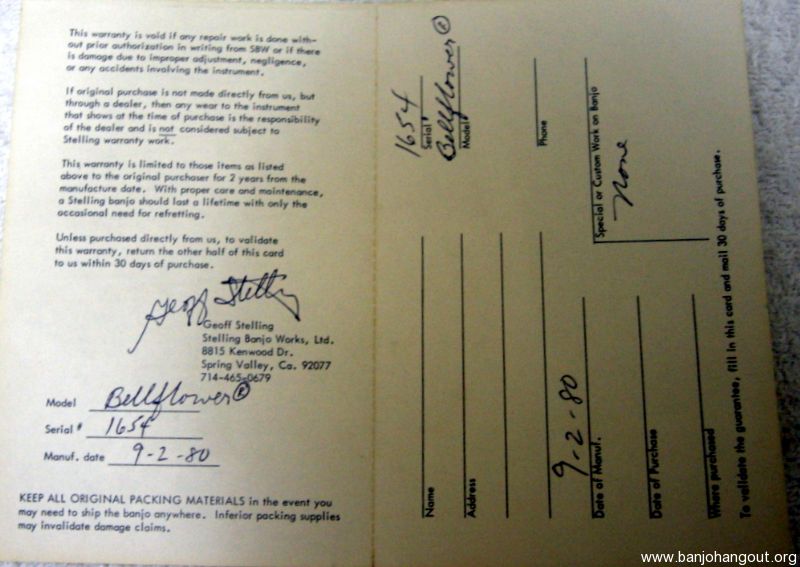 This warranty is void if any repair work is done with-
out prior authorization in writing from SBW or if there
is damage due to improper adjustment, negligence,
or any accidents involving the instrument.
If original purchase is not made directly from us, but
through a dealer, then any wear to the instrument
that shows at the time of purchase is the responsibility
of the dealer and is not considered subject to
Stelling warranty work.
This warranty is limited to those items as listed
above to the original purchaser for 2 years from the
manufacture date. With proper care and maintenance,
a Stelling banjo should last a lifetime with only the
occasional need for refretting.
Unless purchased directly from us, to validate
this warranty, return the other half of this card
to us within 30 days of purchase.
Geoff Stelling
Geoff Stelling
Stelling Banjo Works, Ltd.
8815 Kenwood Dr.
Spring Valley, Ca. 92077
714-465-0679
Model Bellflower®
Serial # 1654
Manuf. date 9-2-80
KEEP ALL ORIGINAL PACKING MATERIALS in the event you
may need to ship the banjo anywhere. Inferior packing supplies
may invalidate damage claims.
1654
Serial #
Name
Bellflower®
Model
Address
Phone
9-2-80
Date of Manuf.
Special or Custom Work on Banjo
None
Date of Purchase
Where purchased
To validate the guarantee, fill in this card and mail 30 days of purchase.
www.banjohangout.org